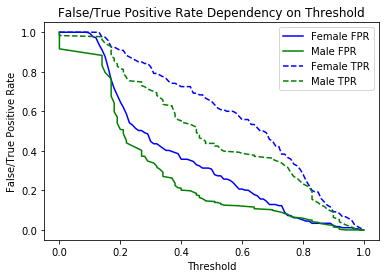 False/True Positive Rate Dependency on Threshold
False/True Positive Rate
1.0
0.8
0.6
0.4
0.2
0.0
Female FPR
Male FPR
Female TPR
Male TPR
0.0 0.2 0.4 0.6 0.8 1.0
Threshold